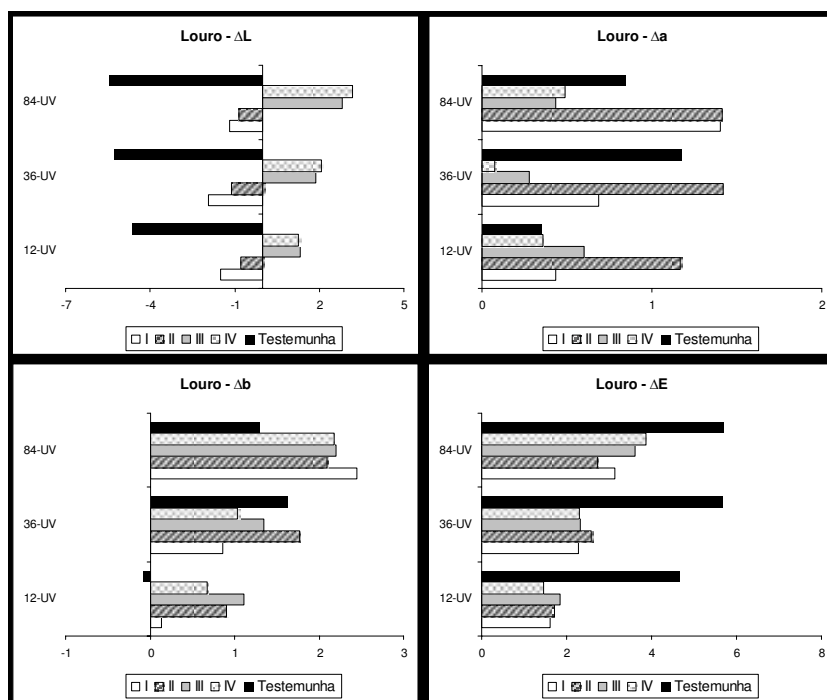 Louro - ΔL
84-UV
36-UV
12-UV
-7 -4 -1 2 5
I II III IV Testemunha
Louro - Δa
84-UV
36-UV
12-UV
0 1 2
I II III IV Testemunha
Louro - Δb
84-UV
36-UV
12-UV
-1 0 1 2 3
I II III IV Testemunha
Louro - ΔE
84-UV
36-UV
12-UV
0 2 4 6 8
I II III IV Testemunha